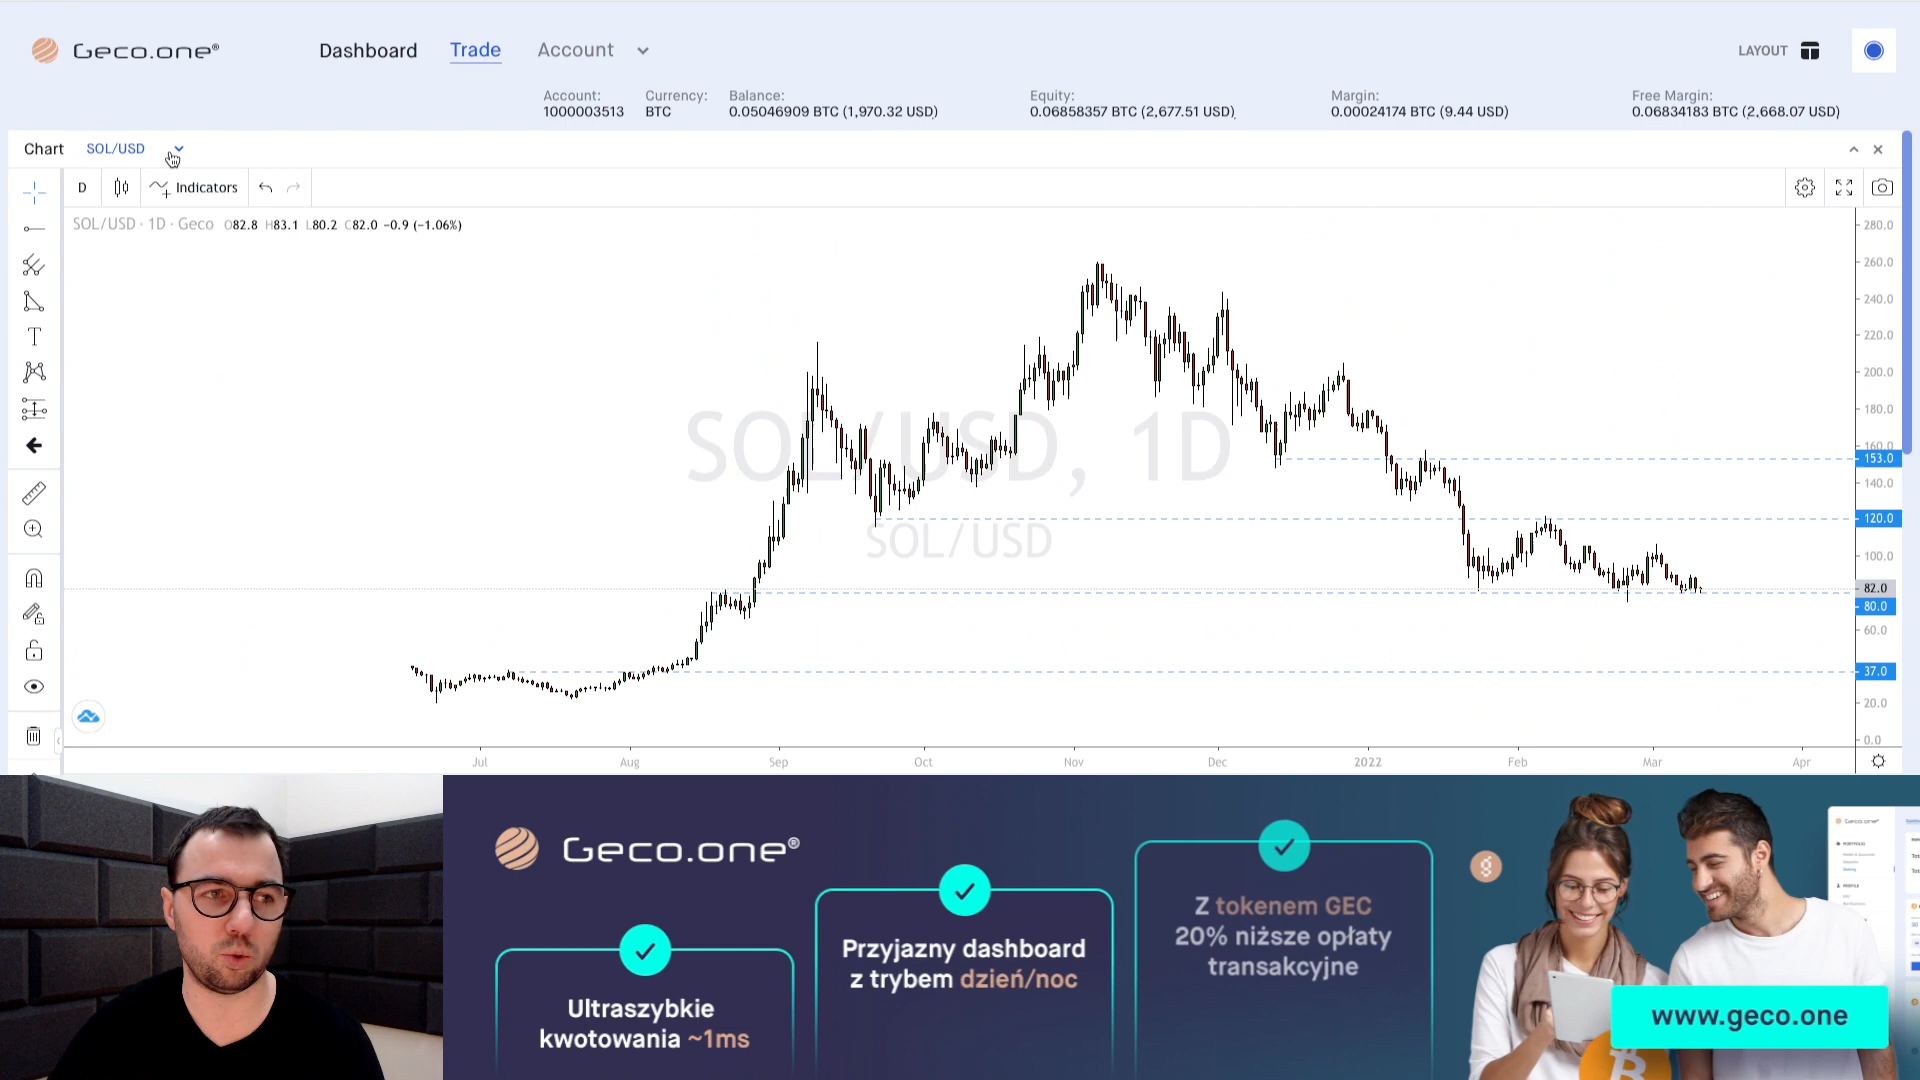 Geco.one®
Dashboard
Trade
Account
LAYOUT
Account:
1000003513
Currency:
BTC
Balance:
0.05046909 BTC (1,970.32 USD)
Equity:
0.06858357 BTC (2,677.51 USD)
Margin:
0.00024174 BTC (9.44 USD)
Free Margin:
0.06834183 BTC (2,668.07 USD)
Chart
SOL/USD
D
Indicators
SOL/USD · 1D · Geco O82.8 H83.1 L80.2 C82.0 −0.9 (−1.06%)
SOL/USD, 1D
SOL/USD
280.0
260.0
240.0
220.0
200.0
180.0
160.0
153.0
140.0
120.0
100.0
82.0
80.0
60.0
37.0
20.0
0.0
Jul
Aug
Sep
Oct
Nov
Dec
2022
Feb
Mar
Apr
Geco.one®
Ultraszybkie
kwotowania ~1ms
Przyjazny dashboard
z trybem dzień/noc
Z tokenem GEC
20% niższe opłaty
transakcyjne
www.geco.one